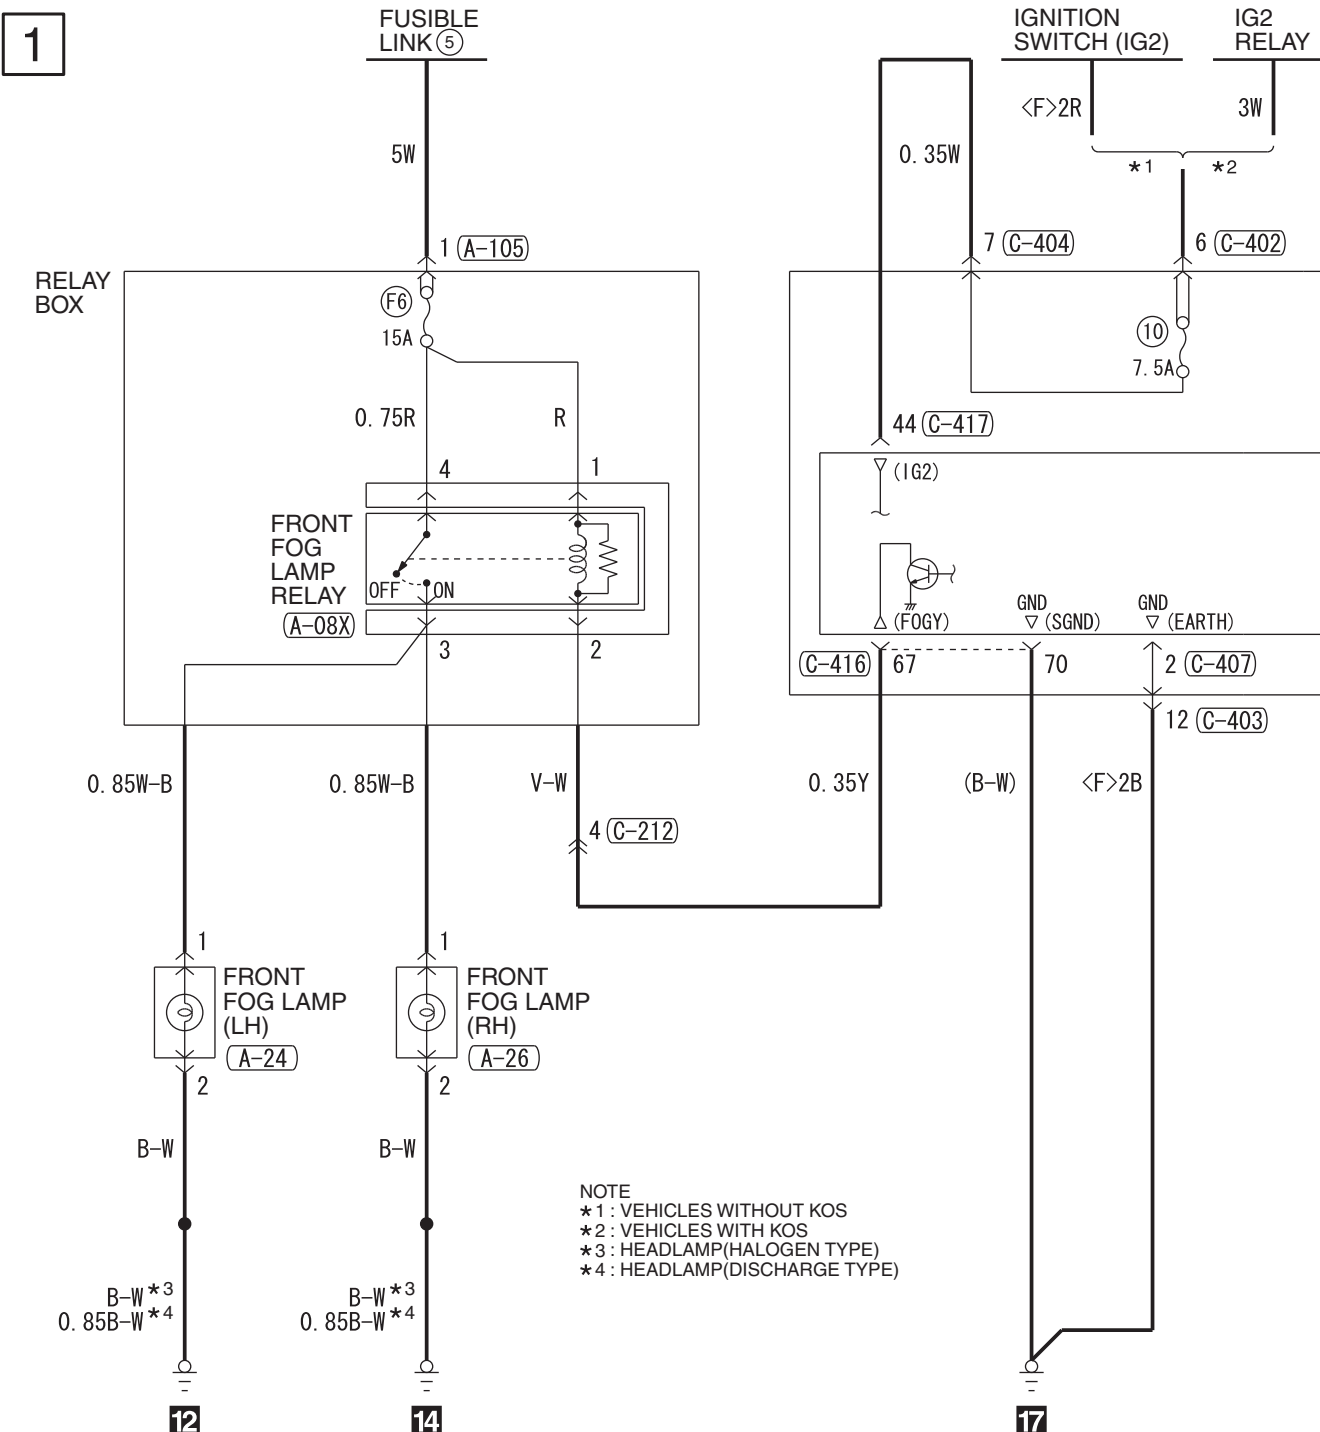 1
FUSIBLE
LINK 5
IGNITION
SWITCH (IG2)
IG2
RELAY
<F>2R
3W
5W
0.35W
*1
*2
1 A-105
7 C-404
6 C-402
RELAY
BOX
F6
15A
10
7.5A
0.75R
R
44 C-417
4
1
(IG2)
FRONT
FOG
LAMP
RELAY
A-08X
OFF
ON
(FOGY)
GND
(SGND)
GND
(EARTH)
3
2
C-416 67
70
2 C-407
12 C-403
0.85W-B
0.85W-B
V-W
0.35Y
(B-W)
<F>2B
4 C-212
1
FRONT
FOG LAMP
(LH)
A-24
2
1
FRONT
FOG LAMP
(RH)
A-26
2
B-W
B-W
NOTE
*1 : VEHICLES WITHOUT KOS
*2 : VEHICLES WITH KOS
*3 : HEADLAMP(HALOGEN TYPE)
*4 : HEADLAMP(DISCHARGE TYPE)
B-W*3
0.85B-W*4
B-W*3
0.85B-W*4
12
14
17